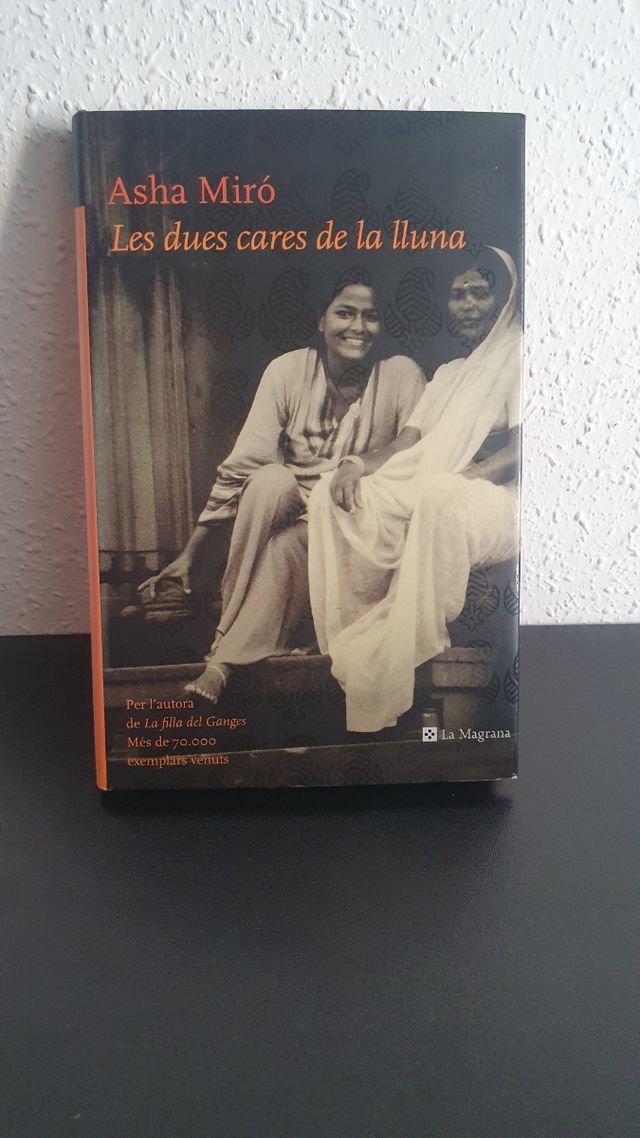 Asha Miró
Les dues cares de la lluna
Per l'autora
de La filla del Ganges
Més de 70.000
exemplars venuts
La Magrana